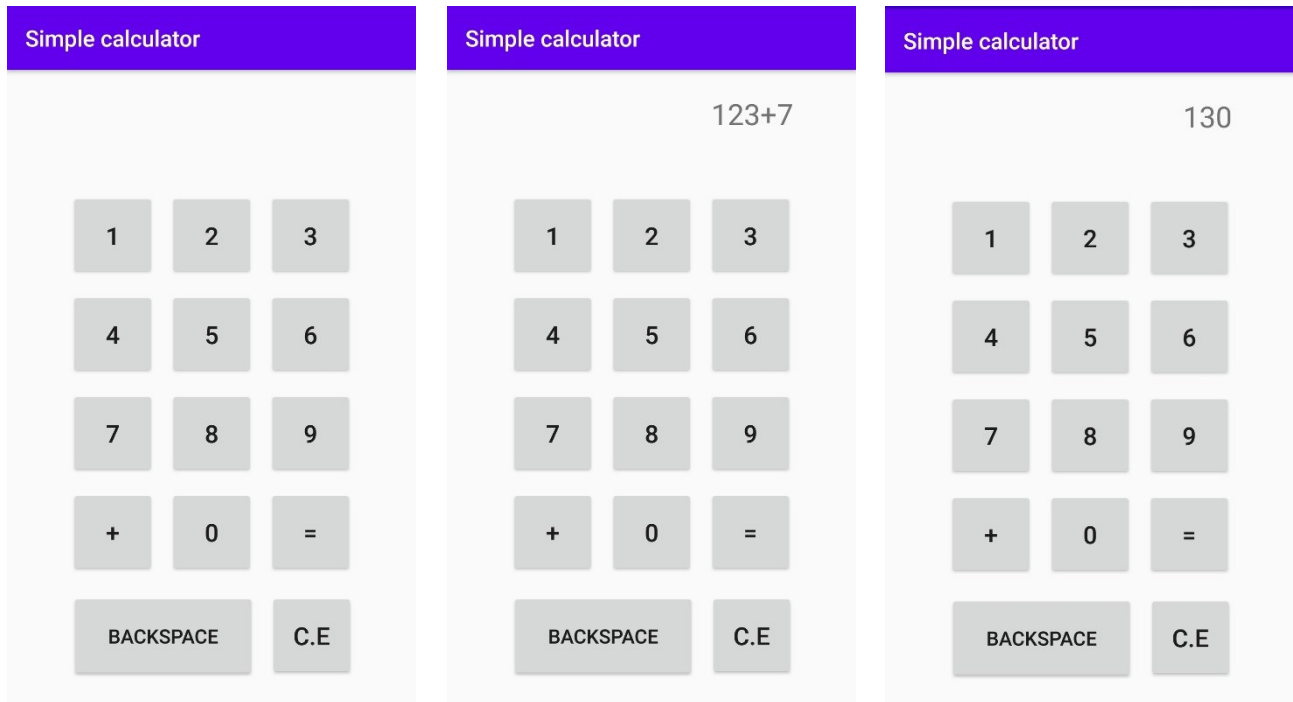 Simple calculator
1 2 3
4 5 6
7 8 9
+ 0 =
BACKSPACE C.E
Simple calculator
123+7
1 2 3
4 5 6
7 8 9
+ 0 =
BACKSPACE C.E
Simple calculator
130
1 2 3
4 5 6
7 8 9
+ 0 =
BACKSPACE C.E